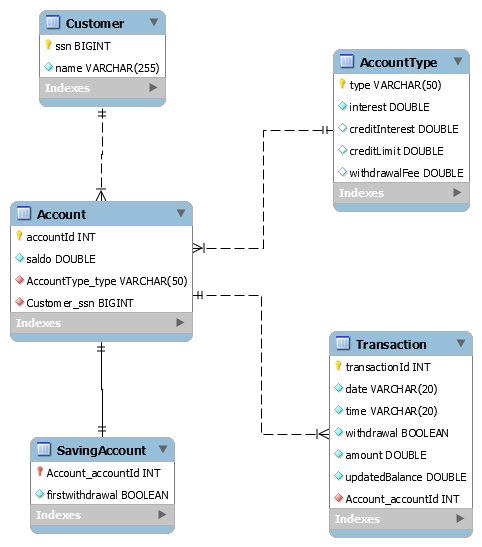 Customer
ssn BIGINT
name VARCHAR(255)
Indexes
AccountType
type VARCHAR(50)
interest DOUBLE
creditInterest DOUBLE
creditLimit DOUBLE
withdrawalFee DOUBLE
Indexes
Account
accountId INT
saldo DOUBLE
AccountType_type VARCHAR(50)
Customer_ssn BIGINT
Indexes
Transaction
transactionId INT
date VARCHAR(20)
time VARCHAR(20)
withdrawal BOOLEAN
amount DOUBLE
updatedBalance DOUBLE
Account_accountId INT
Indexes
SavingAccount
Account_accountId INT
firstwithdrawal BOOLEAN
Indexes